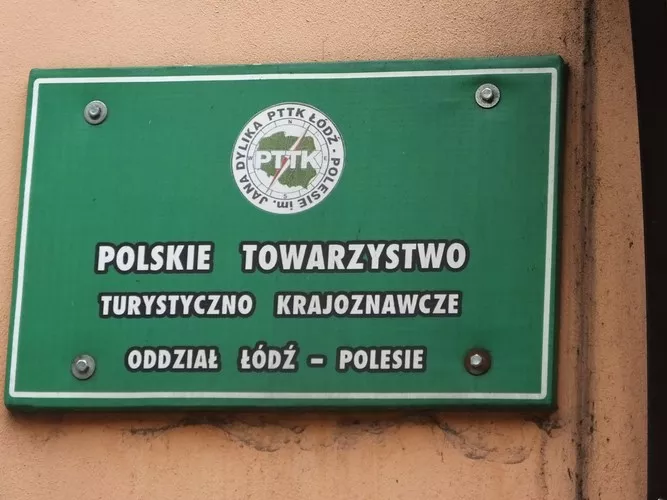 PTTK ŁÓDŹ - POLESIE im. JANA DYLIKA
PTTK
POLSKIE TOWARZYSTWO
TURYSTYCZNO KRAJOZNAWCZE
ODDZIAŁ ŁÓDŹ – POLESIE